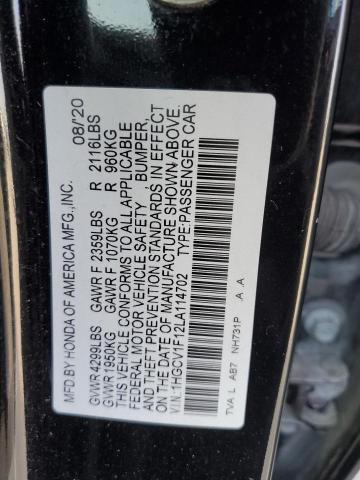 MFD. BY HONDA OF AMERICA MFG.,INC. 08/'20
GVWR 4299LBS GAWR F 2359LBS R 2116LBS
GVWR 1950KG GAWR F 1070KG R 960KG
THIS VEHICLE CONFORMS TO ALL APPLICABLE
FEDERAL MOTOR VEHICLE SAFETY , BUMPER,
AND THEFT PREVENTION STANDARDS IN EFFECT
ON THE DATE OF MANUFACTURE SHOWN ABOVE.
V.I.N.: 1HGCV1F12LA114702 TYPE:PASSENGER CAR
TVA L AB7 NH731P A A